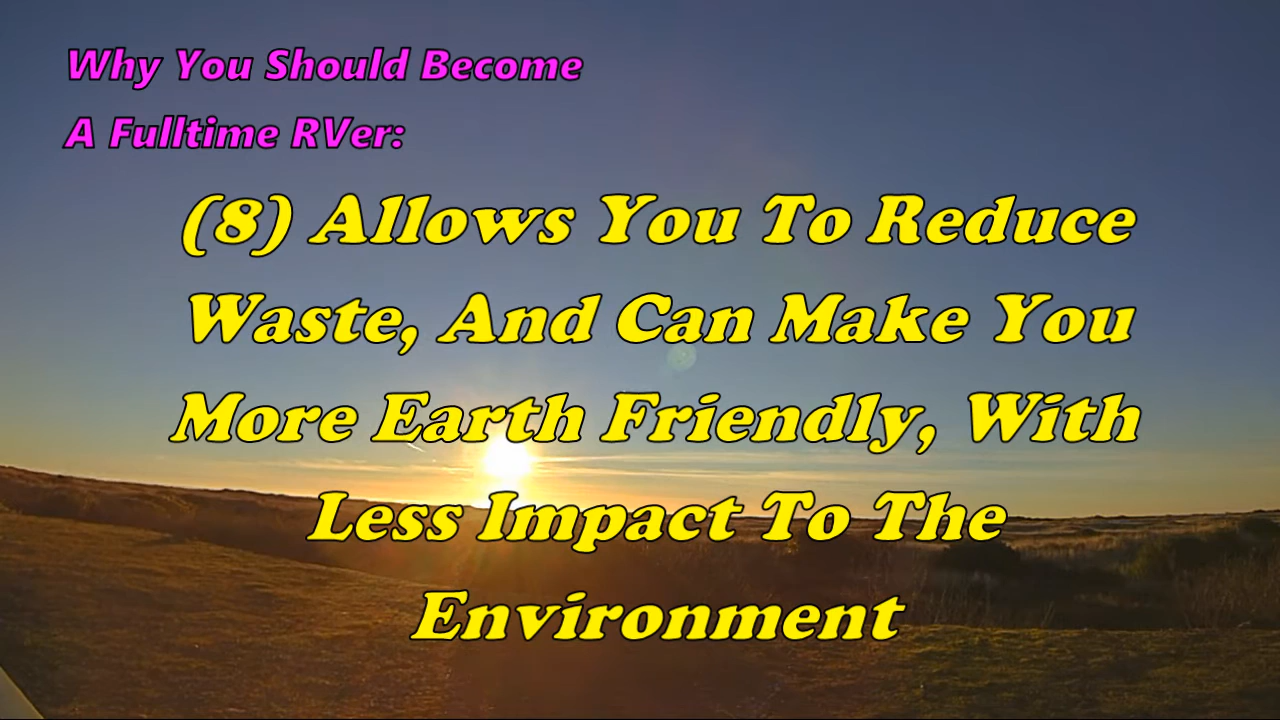 Why You Should Become
A Fulltime RVer:
(8) Allows You To Reduce
Waste, And Can Make You
More Earth Friendly, With
Less Impact To The
Environment